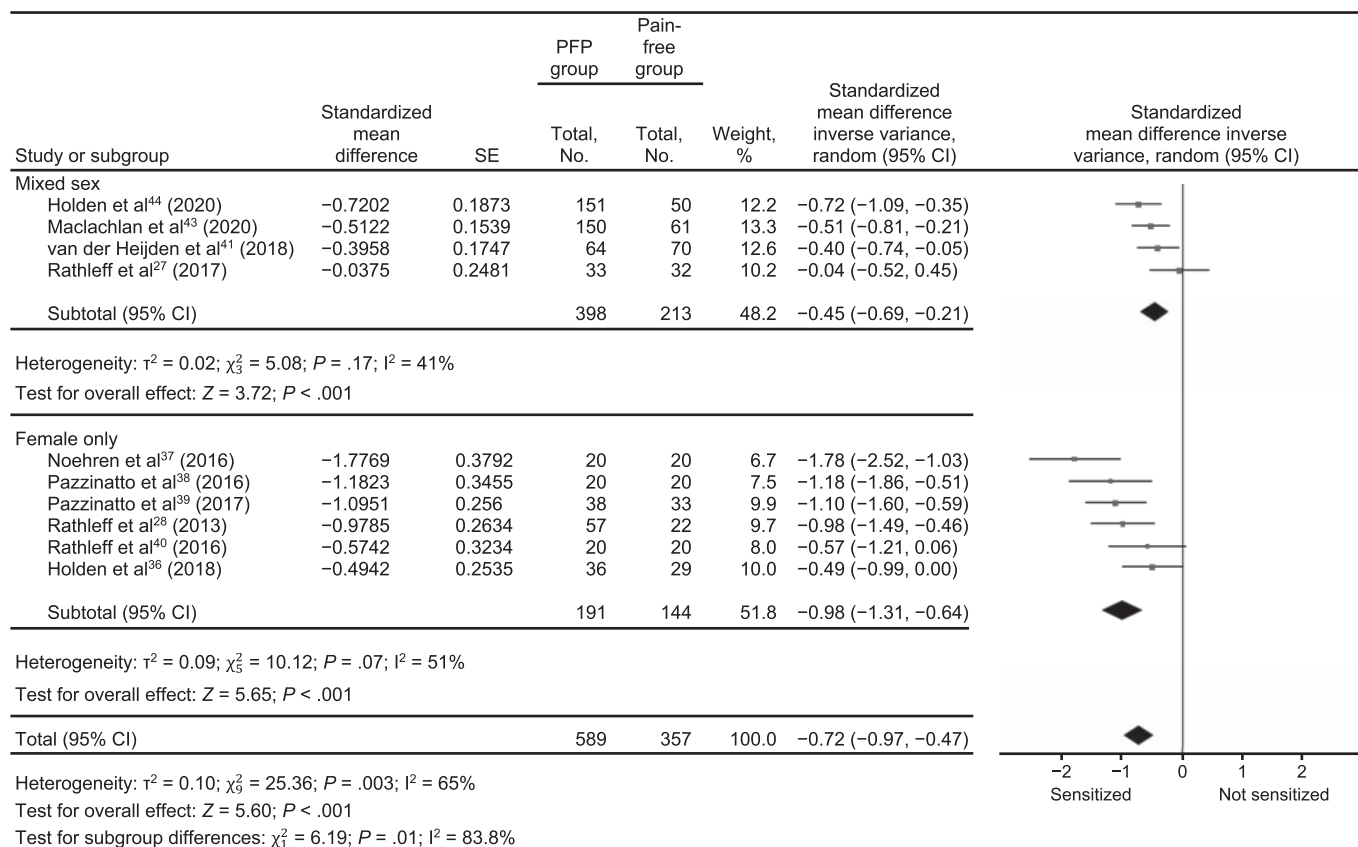 PFP group
Pain-free group
Study or subgroup
Standardized mean difference
SE
Total, No.
Total, No.
Weight, %
Standardized mean difference inverse variance, random (95% CI)
Standardized mean difference inverse variance, random (95% CI)
Mixed sex
Holden et al⁴⁴ (2020) −0.7202 0.1873 151 50 12.2 −0.72 (−1.09, −0.35)
Maclachlan et al⁴³ (2020) −0.5122 0.1539 150 61 13.3 −0.51 (−0.81, −0.21)
van der Heijden et al⁴¹ (2018) −0.3958 0.1747 64 70 12.6 −0.40 (−0.74, −0.05)
Rathleff et al²⁷ (2017) −0.0375 0.2481 33 32 10.2 −0.04 (−0.52, 0.45)
Subtotal (95% CI) 398 213 48.2 −0.45 (−0.69, −0.21)
Heterogeneity: τ² = 0.02; χ²₃ = 5.08; P = .17; I² = 41%
Test for overall effect: Z = 3.72; P < .001
Female only
Noehren et al³⁷ (2016) −1.7769 0.3792 20 20 6.7 −1.78 (−2.52, −1.03)
Pazzinatto et al³⁸ (2016) −1.1823 0.3455 20 20 7.5 −1.18 (−1.86, −0.51)
Pazzinatto et al³⁹ (2017) −1.0951 0.256 38 33 9.9 −1.10 (−1.60, −0.59)
Rathleff et al²⁸ (2013) −0.9785 0.2634 57 22 9.7 −0.98 (−1.49, −0.46)
Rathleff et al⁴⁰ (2016) −0.5742 0.3234 20 20 8.0 −0.57 (−1.21, 0.06)
Holden et al³⁶ (2018) −0.4942 0.2535 36 29 10.0 −0.49 (−0.99, 0.00)
Subtotal (95% CI) 191 144 51.8 −0.98 (−1.31, −0.64)
Heterogeneity: τ² = 0.09; χ²₅ = 10.12; P = .07; I² = 51%
Test for overall effect: Z = 5.65; P < .001
Total (95% CI) 589 357 100.0 −0.72 (−0.97, −0.47)
Heterogeneity: τ² = 0.10; χ²₉ = 25.36; P = .003; I² = 65%
Test for overall effect: Z = 5.60; P < .001
Test for subgroup differences: χ²₁ = 6.19; P = .01; I² = 83.8%
−2 −1 0 1 2
Sensitized Not sensitized